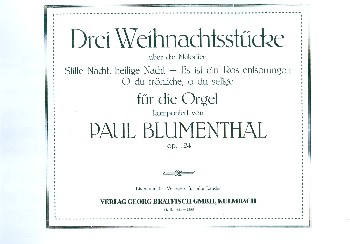 Drei Weihnachtsstücke
über die Melodien
Stille Nacht, heilige Nacht – Es ist ein Ros entsprungen
O du fröhliche, o du selige
für die Orgel
komponiert von
PAUL BLUMENTHAL
op. 124
VERLAG GEORG BRATFISCH GMBH, KULMBACH